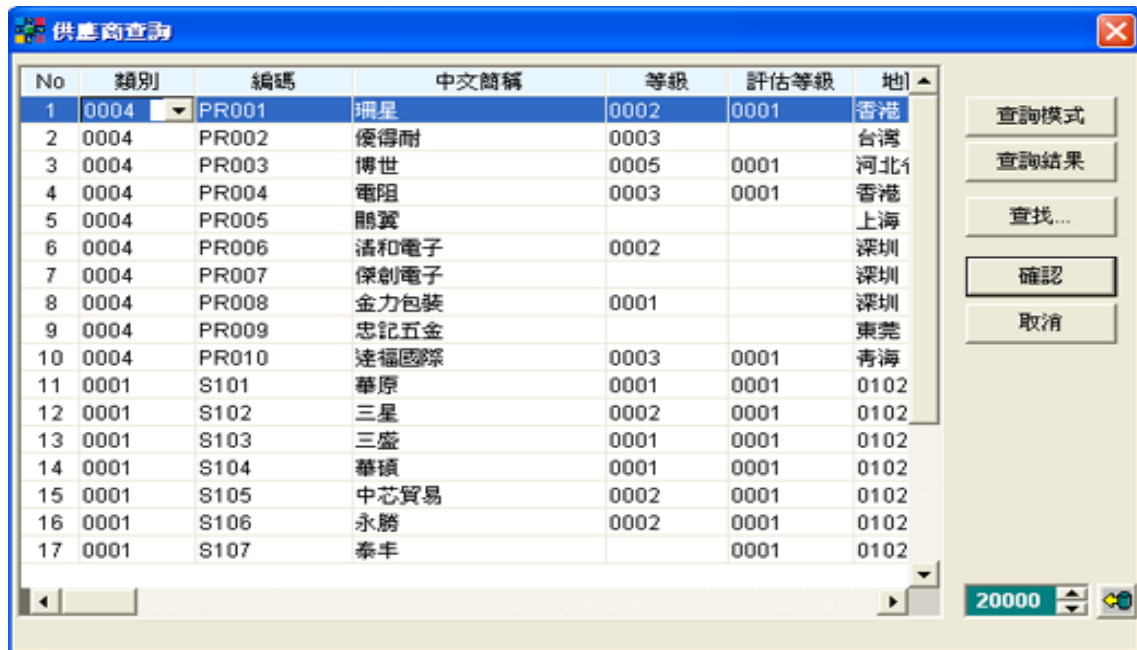 供應商查詢
No 類別 編碼 中文簡稱 等級 評估等級
1 0004 PR001 珊星 0002 0001 香港
2 0004 PR002 優得耐 0003 台灣
3 0004 PR003 博世 0005 0001 河北
4 0004 PR004 電阻 0003 0001 香港
5 0004 PR005 鵬翼 上海
6 0004 PR006 清和電子 0002 深圳
7 0004 PR007 傑創電子 深圳
8 0004 PR008 金力包裝 0001 深圳
9 0004 PR009 忠記五金 東莞
10 0004 PR010 達福國際 0003 0001 青海
11 0001 S101 華原 0001 0001 0102
12 0001 S102 三星 0002 0001 0102
13 0001 S103 三盛 0001 0001 0102
14 0001 S104 華碩 0001 0001 0102
15 0001 S105 中芯貿易 0002 0001 0102
16 0001 S106 永勝 0002 0001 0102
17 0001 S107 泰丰 0001 0102
查詢模式
查詢結果
查找...
確認
取消
20000